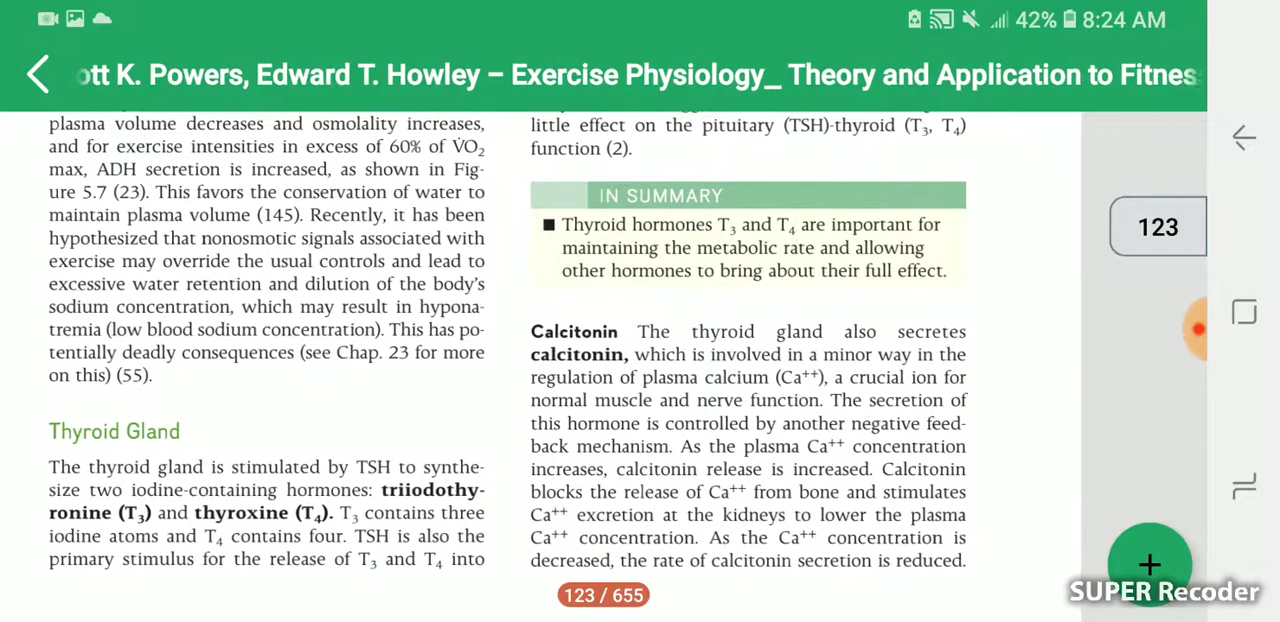 42% 8:24 AM
ott K. Powers, Edward T. Howley – Exercise Physiology_ Theory and Application to Fitnes
plasma volume decreases and osmolality increases,
and for exercise intensities in excess of 60% of V̇O₂
max, ADH secretion is increased, as shown in Fig-
ure 5.7 (23). This favors the conservation of water to
maintain plasma volume (145). Recently, it has been
hypothesized that nonosmotic signals associated with
exercise may override the usual controls and lead to
excessive water retention and dilution of the body's
sodium concentration, which may result in hypona-
tremia (low blood sodium concentration). This has po-
tentially deadly consequences (see Chap. 23 for more
on this) (55).
Thyroid Gland
The thyroid gland is stimulated by TSH to synthe-
size two iodine-containing hormones: triiodothy-
ronine (T₃) and thyroxine (T₄). T₃ contains three
iodine atoms and T₄ contains four. TSH is also the
primary stimulus for the release of T₃ and T₄ into
little effect on the pituitary (TSH)-thyroid (T₃, T₄)
function (2).
IN SUMMARY
■ Thyroid hormones T₃ and T₄ are important for
maintaining the metabolic rate and allowing
other hormones to bring about their full effect.
Calcitonin The thyroid gland also secretes
calcitonin, which is involved in a minor way in the
regulation of plasma calcium (Ca⁺⁺), a crucial ion for
normal muscle and nerve function. The secretion of
this hormone is controlled by another negative feed-
back mechanism. As the plasma Ca⁺⁺ concentration
increases, calcitonin release is increased. Calcitonin
blocks the release of Ca⁺⁺ from bone and stimulates
Ca⁺⁺ excretion at the kidneys to lower the plasma
Ca⁺⁺ concentration. As the Ca⁺⁺ concentration is
decreased, the rate of calcitonin secretion is reduced.
123
123 / 655
+
SUPER Recorder